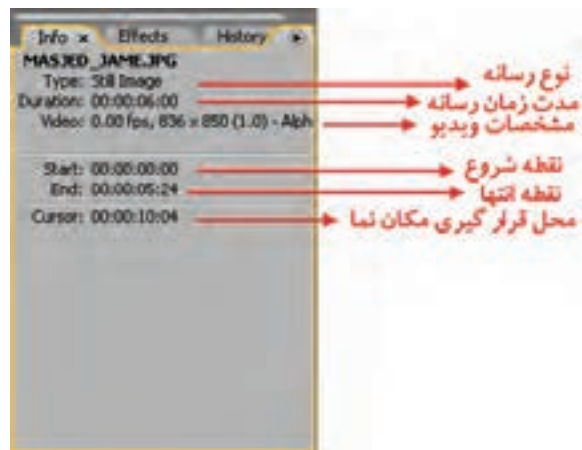 Info × Effects History
MASJED_JAME.JPG
Type: Still Image نوع رسانه
Duration: 00:00:06:00 مدت زمان رسانه
Video: 0.00 fps, 836 x 850 (1.0) - Alph مشخصات ویدیو
Start: 00:00:00:00 نقطه شروع
End: 00:00:05:24 نقطه انتها
Cursor: 00:00:10:04 محل قرار گیری مکان نما